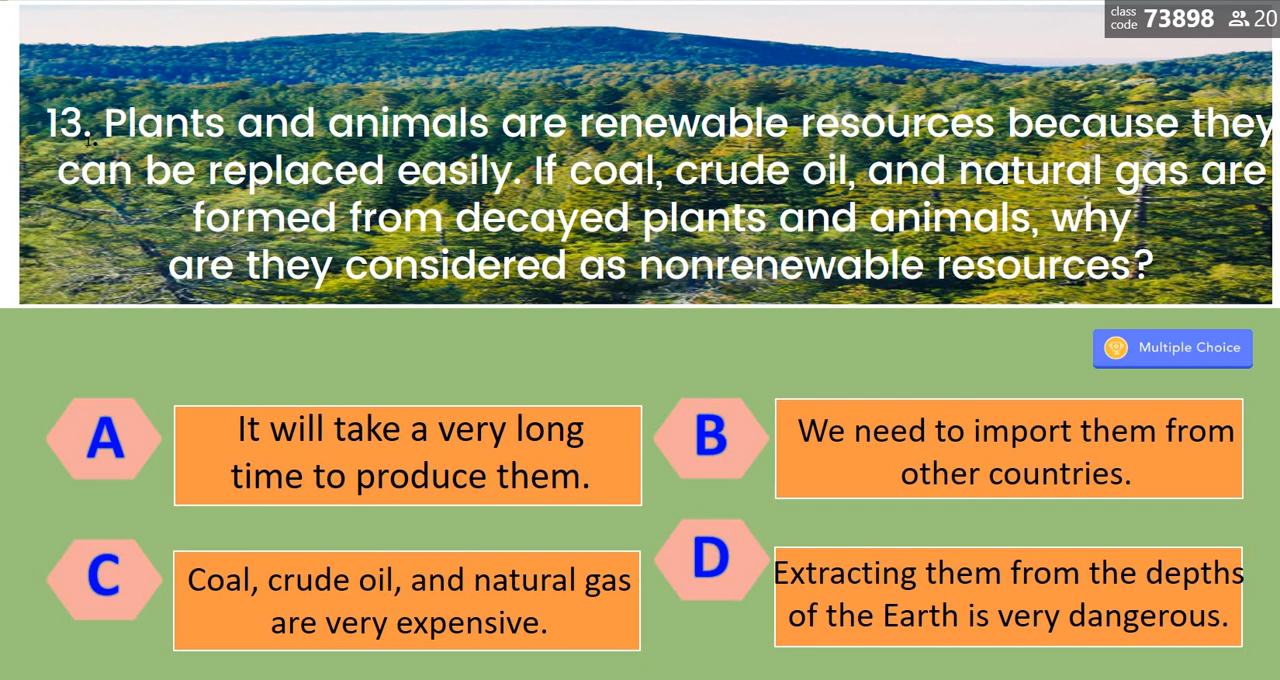 class
code 73898 20
13. Plants and animals are renewable resources because they
1.
can be replaced easily. If coal, crude oil, and natural gas are
formed from decayed plants and animals, why
are they considered as nonrenewable resources?
Multiple Choice
A
It will take a very long
time to produce them.
B
We need to import them from
other countries.
C
Coal, crude oil, and natural gas
are very expensive.
D
Extracting them from the depths
of the Earth is very dangerous.